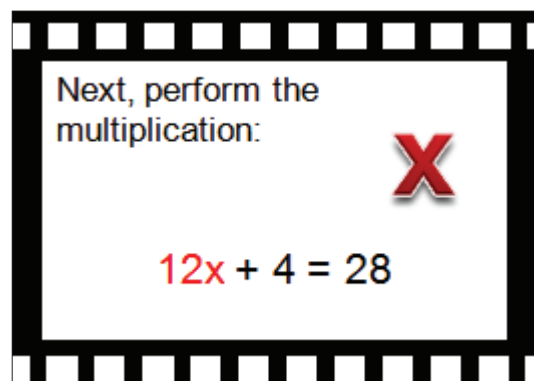 Next, perform the
multiplication:
X
12x + 4 = 28